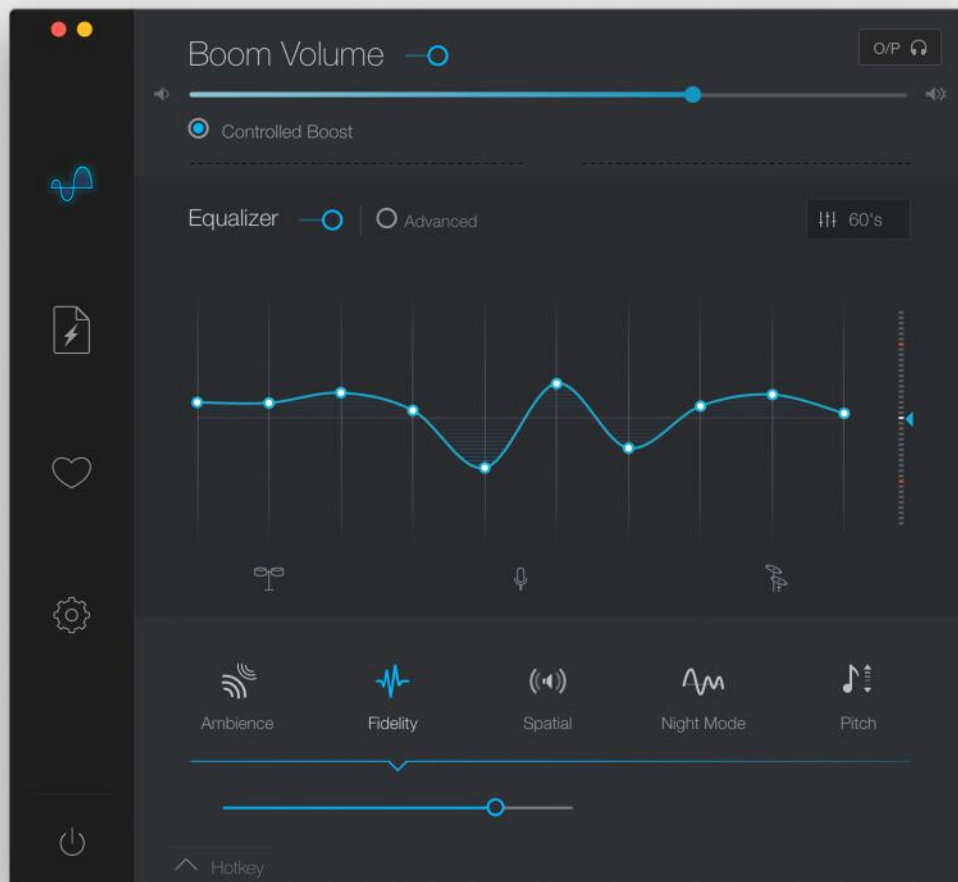 Boom Volume
O/P
Controlled Boost
Equalizer
Advanced
60's
Ambience
Fidelity
Spatial
Night Mode
Pitch
Hotkey